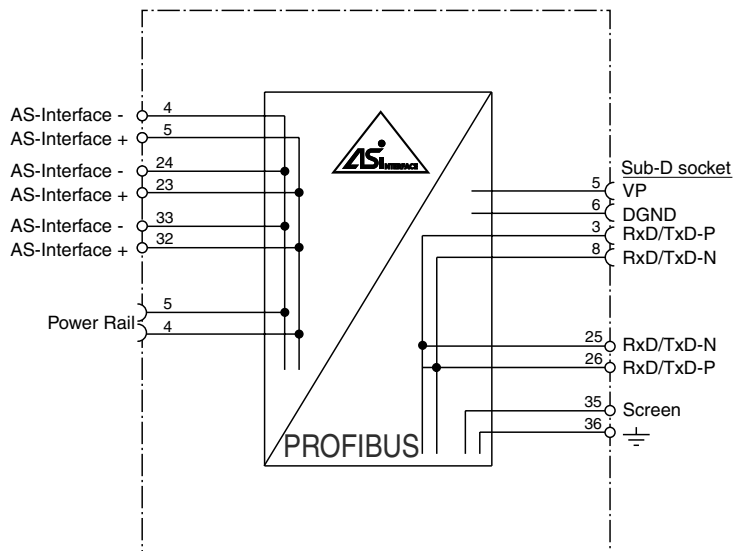 AS-Interface - 4
AS-Interface + 5
AS-Interface - 24
AS-Interface + 23
AS-Interface - 33
AS-Interface + 32
Power Rail
5
4
ASi INTERFACE
PROFIBUS
Sub-D socket
5 VP
6 DGND
3 RxD/TxD-P
8 RxD/TxD-N
25 RxD/TxD-N
26 RxD/TxD-P
35 Screen
36